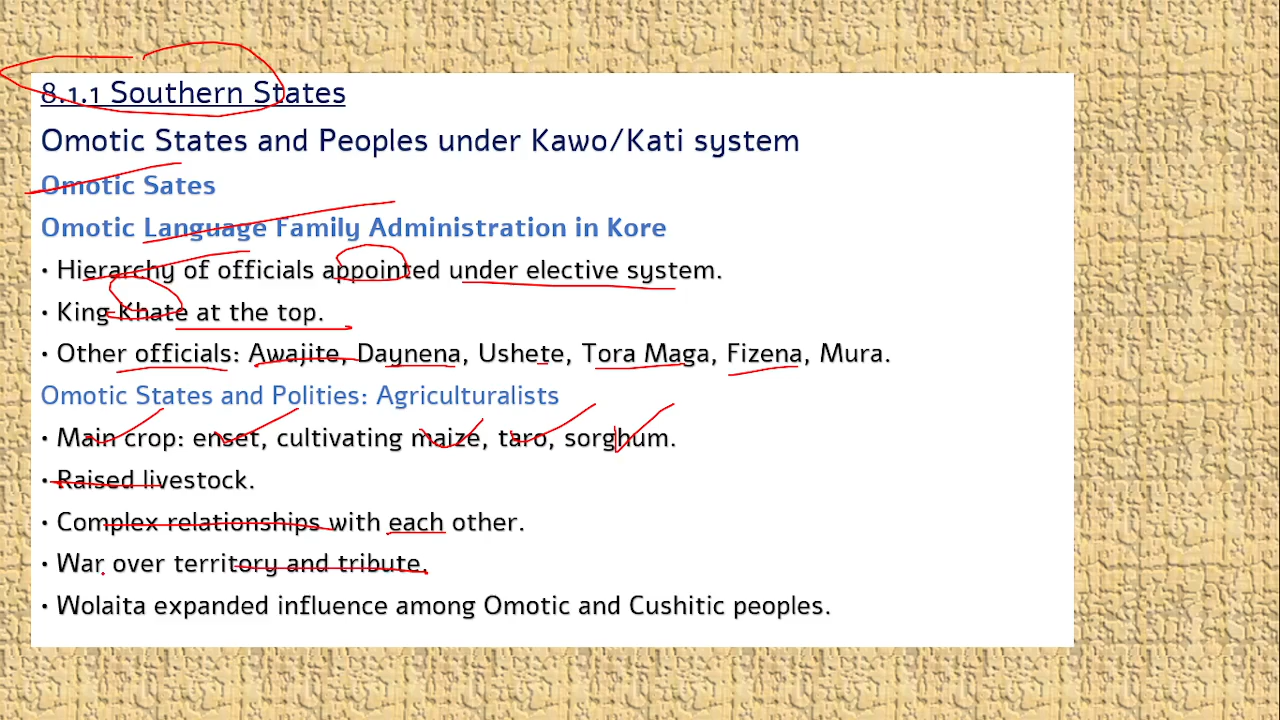 8.1.1 Southern States
Omotic States and Peoples under Kawo/Kati system
Omotic Sates
Omotic Language Family Administration in Kore
• Hierarchy of officials appointed under elective system.
• King Khate at the top.
• Other officials: Awajite, Daynena, Ushete, Tora Maga, Fizena, Mura.
Omotic States and Polities: Agriculturalists
• Main crop: enset, cultivating maize, taro, sorghum.
• Raised livestock.
• Complex relationships with each other.
• War over territory and tribute.
• Wolaita expanded influence among Omotic and Cushitic peoples.